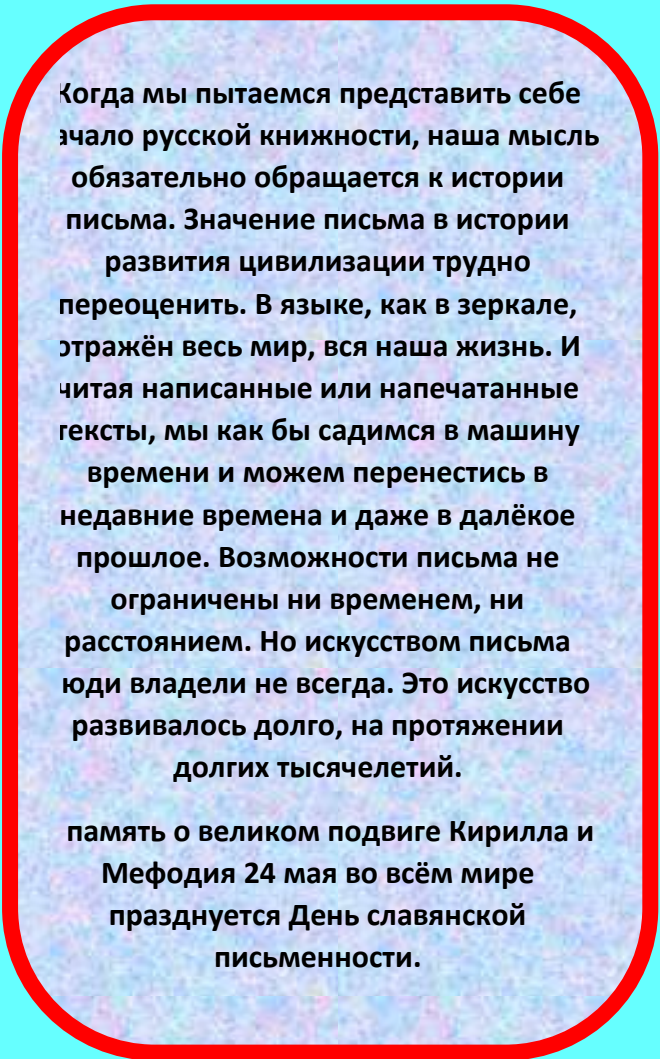 Когда мы пытаемся представить себе
ачало русской книжности, наша мысль
обязательно обращается к истории
письма. Значение письма в истории
развития цивилизации трудно
переоценить. В языке, как в зеркале,
отражён весь мир, вся наша жизнь. И
читая написанные или напечатанные
тексты, мы как бы садимся в машину
времени и можем перенестись в
недавние времена и даже в далёкое
прошлое. Возможности письма не
ограничены ни временем, ни
расстоянием. Но искусством письма
юди владели не всегда. Это искусство
развивалось долго, на протяжении
долгих тысячелетий.
память о великом подвиге Кирилла и
Мефодия 24 мая во всём мире
празднуется День славянской
письменности.